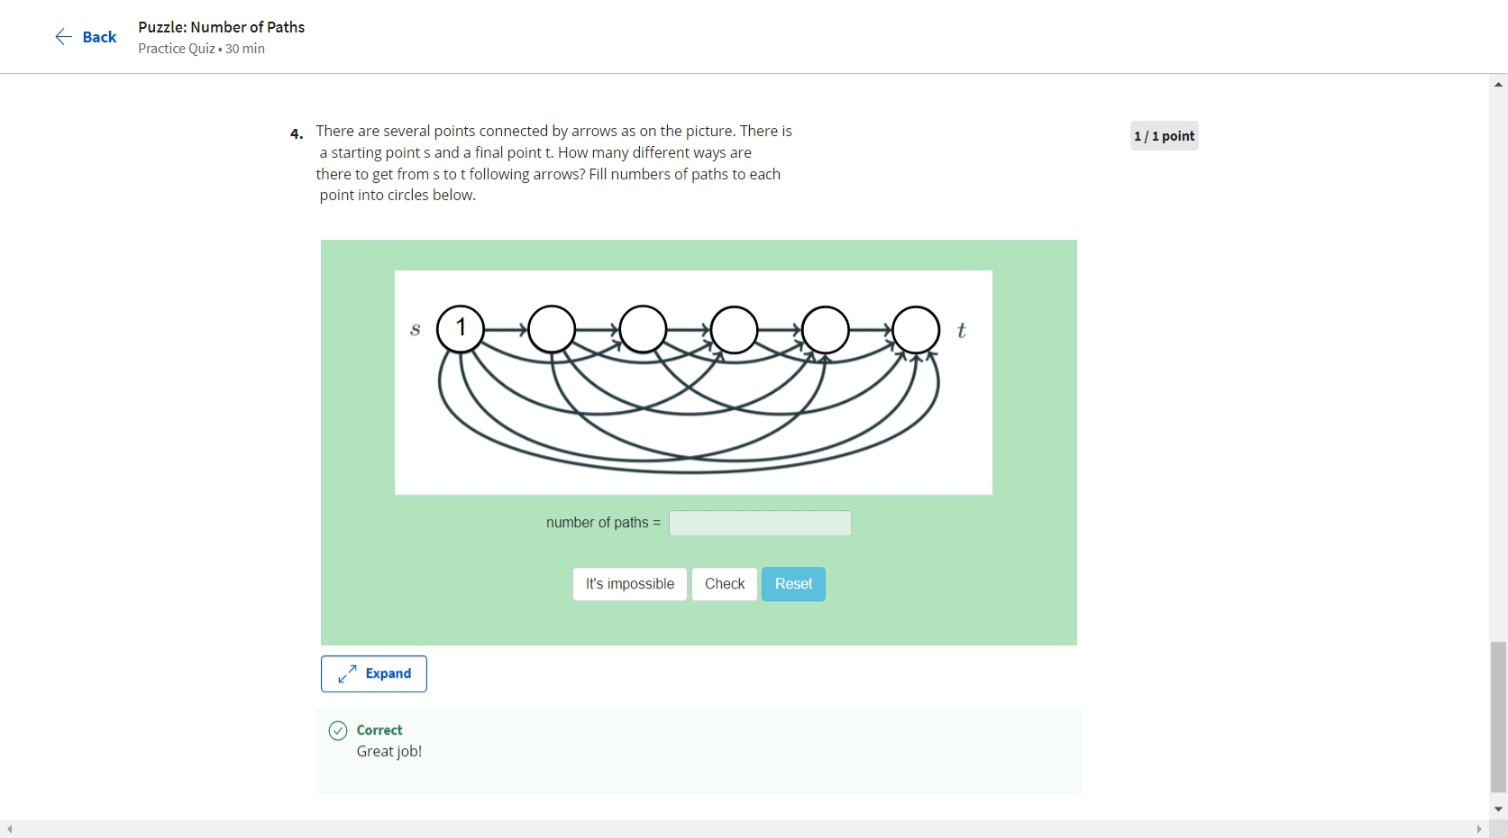 Back
Puzzle: Number of Paths
Practice Quiz • 30 min
4.
There are several points connected by arrows as on the picture. There is
a starting point s and a final point t. How many different ways are
there to get from s to t following arrows? Fill numbers of paths to each
point into circles below.
1 / 1 point
s 1 t
number of paths =
It's impossible Check Reset
Expand
Correct
Great job!